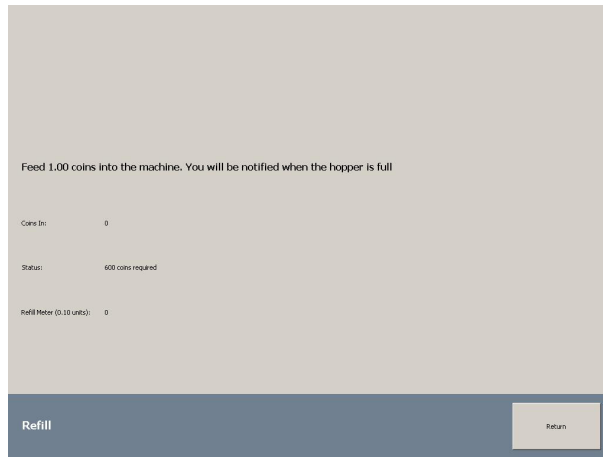 Feed 1.00 coins into the machine. You will be notified when the hopper is full
Coins In: 0
Status: 600 coins required
Refill Meter (0.10 units): 0
Refill
Return